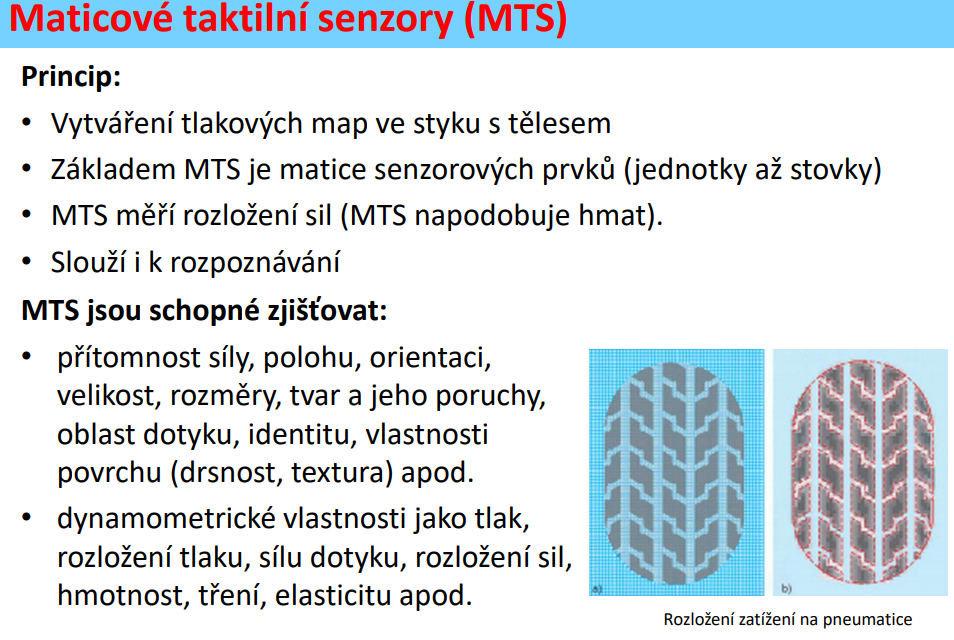 Maticové taktilní senzory (MTS)
Princip:
• Vytváření tlakových map ve styku s tělesem
• Základem MTS je matice senzorových prvků (jednotky až stovky)
• MTS měří rozložení sil (MTS napodobuje hmat).
• Slouží i k rozpoznávání
MTS jsou schopné zjišťovat:
• přítomnost síly, polohu, orientaci,
velikost, rozměry, tvar a jeho poruchy,
oblast dotyku, identitu, vlastnosti
povrchu (drsnost, textura) apod.
• dynamometrické vlastnosti jako tlak,
rozložení tlaku, sílu dotyku, rozložení sil,
hmotnost, tření, elasticitu apod.
a) b)
Rozložení zatížení na pneumatice